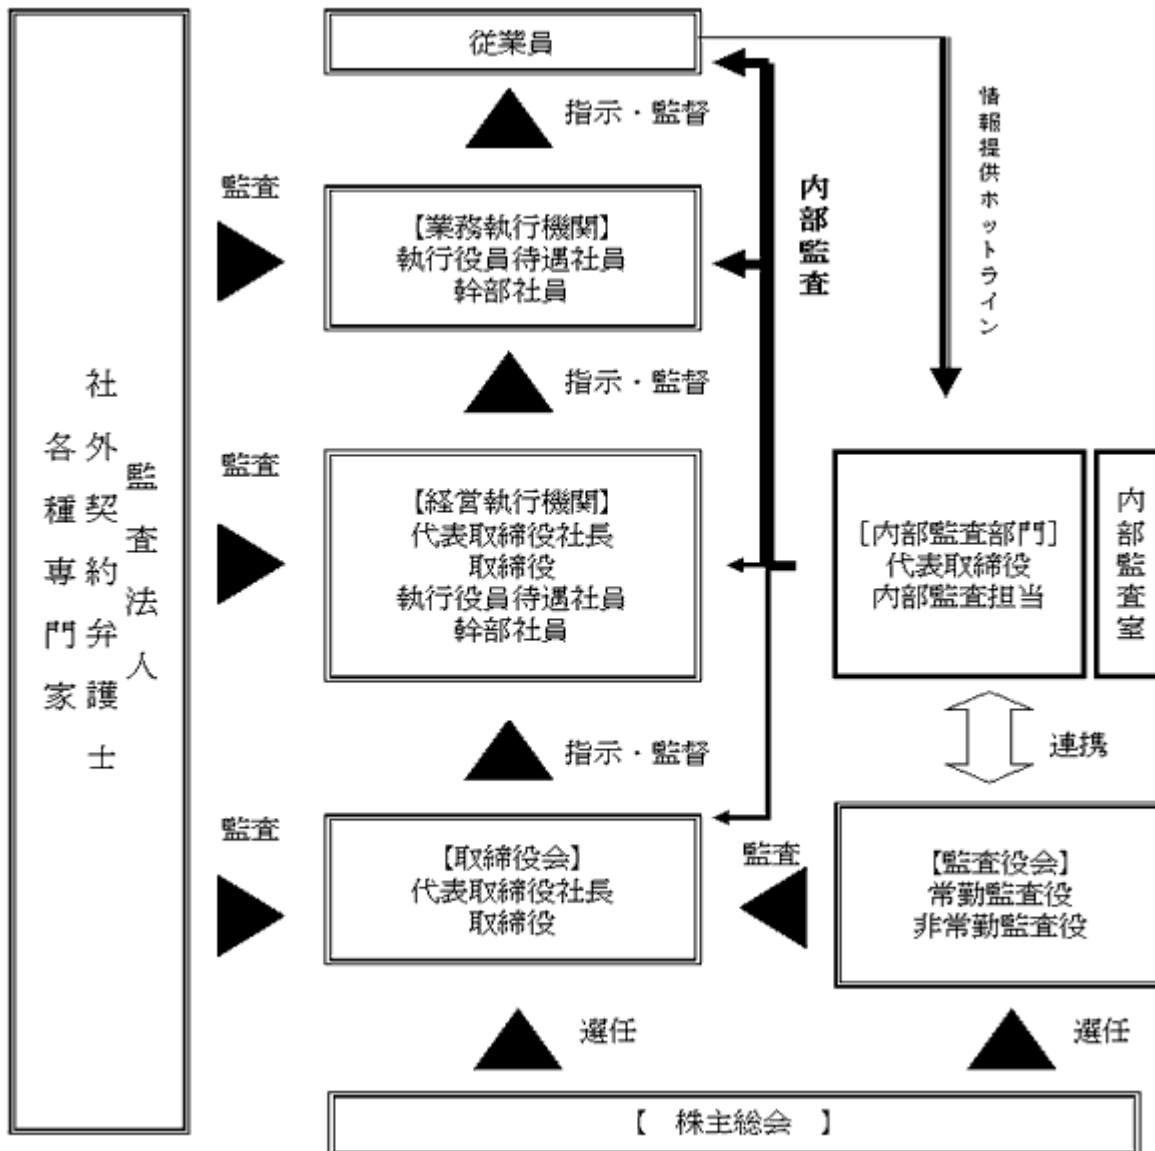 従業員
指示・監督
情報提供ホットライン
監査
内部監査
【業務執行機関】
執行役員待遇社員
幹部社員
指示・監督
監査法人
社外契約弁護士
各種専門家
監査
【経営執行機関】
代表取締役社長
取締役
執行役員待遇社員
幹部社員
[内部監査部門]
代表取締役
内部監査担当
内部監査室
指示・監督
連携
監査
【取締役会】
代表取締役社長
取締役
監査
【監査役会】
常勤監査役
非常勤監査役
選任
選任
【 株主総会 】